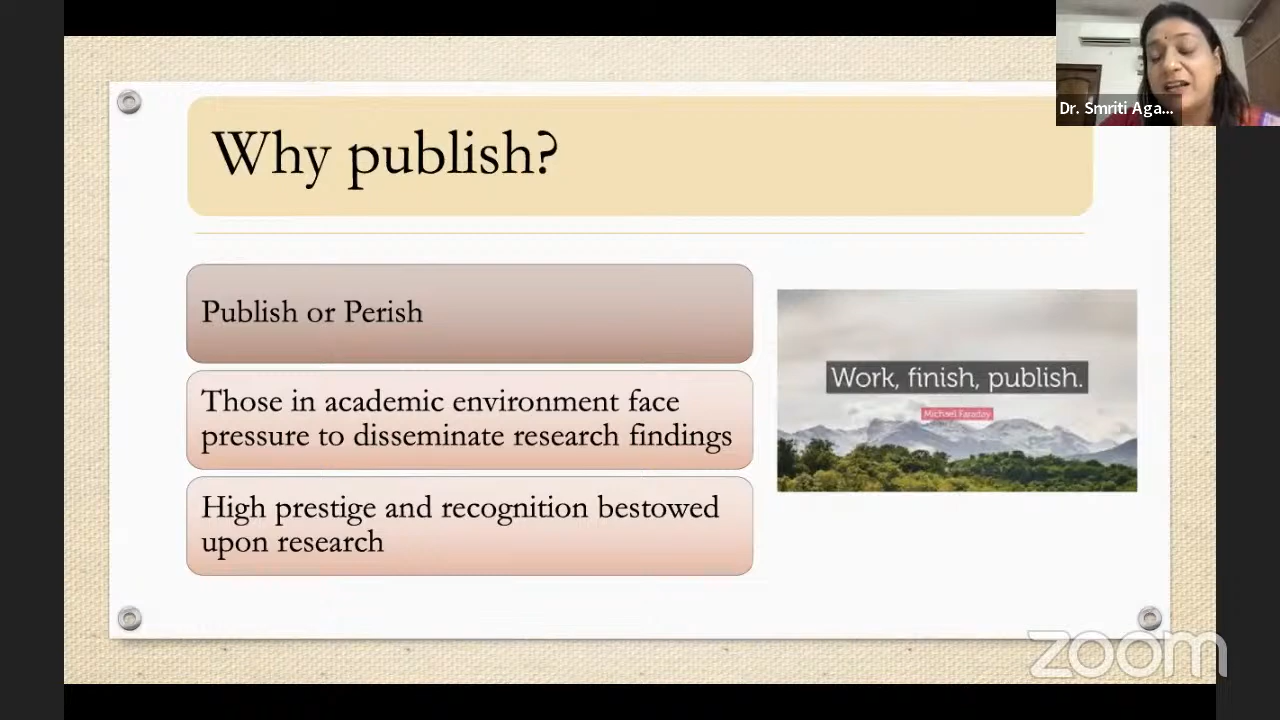 Dr. Smriti Aga...
Why publish?
Publish or Perish
Those in academic environment face
pressure to disseminate research findings
High prestige and recognition bestowed
upon research
Work, finish, publish.
Michael Faraday
zoom